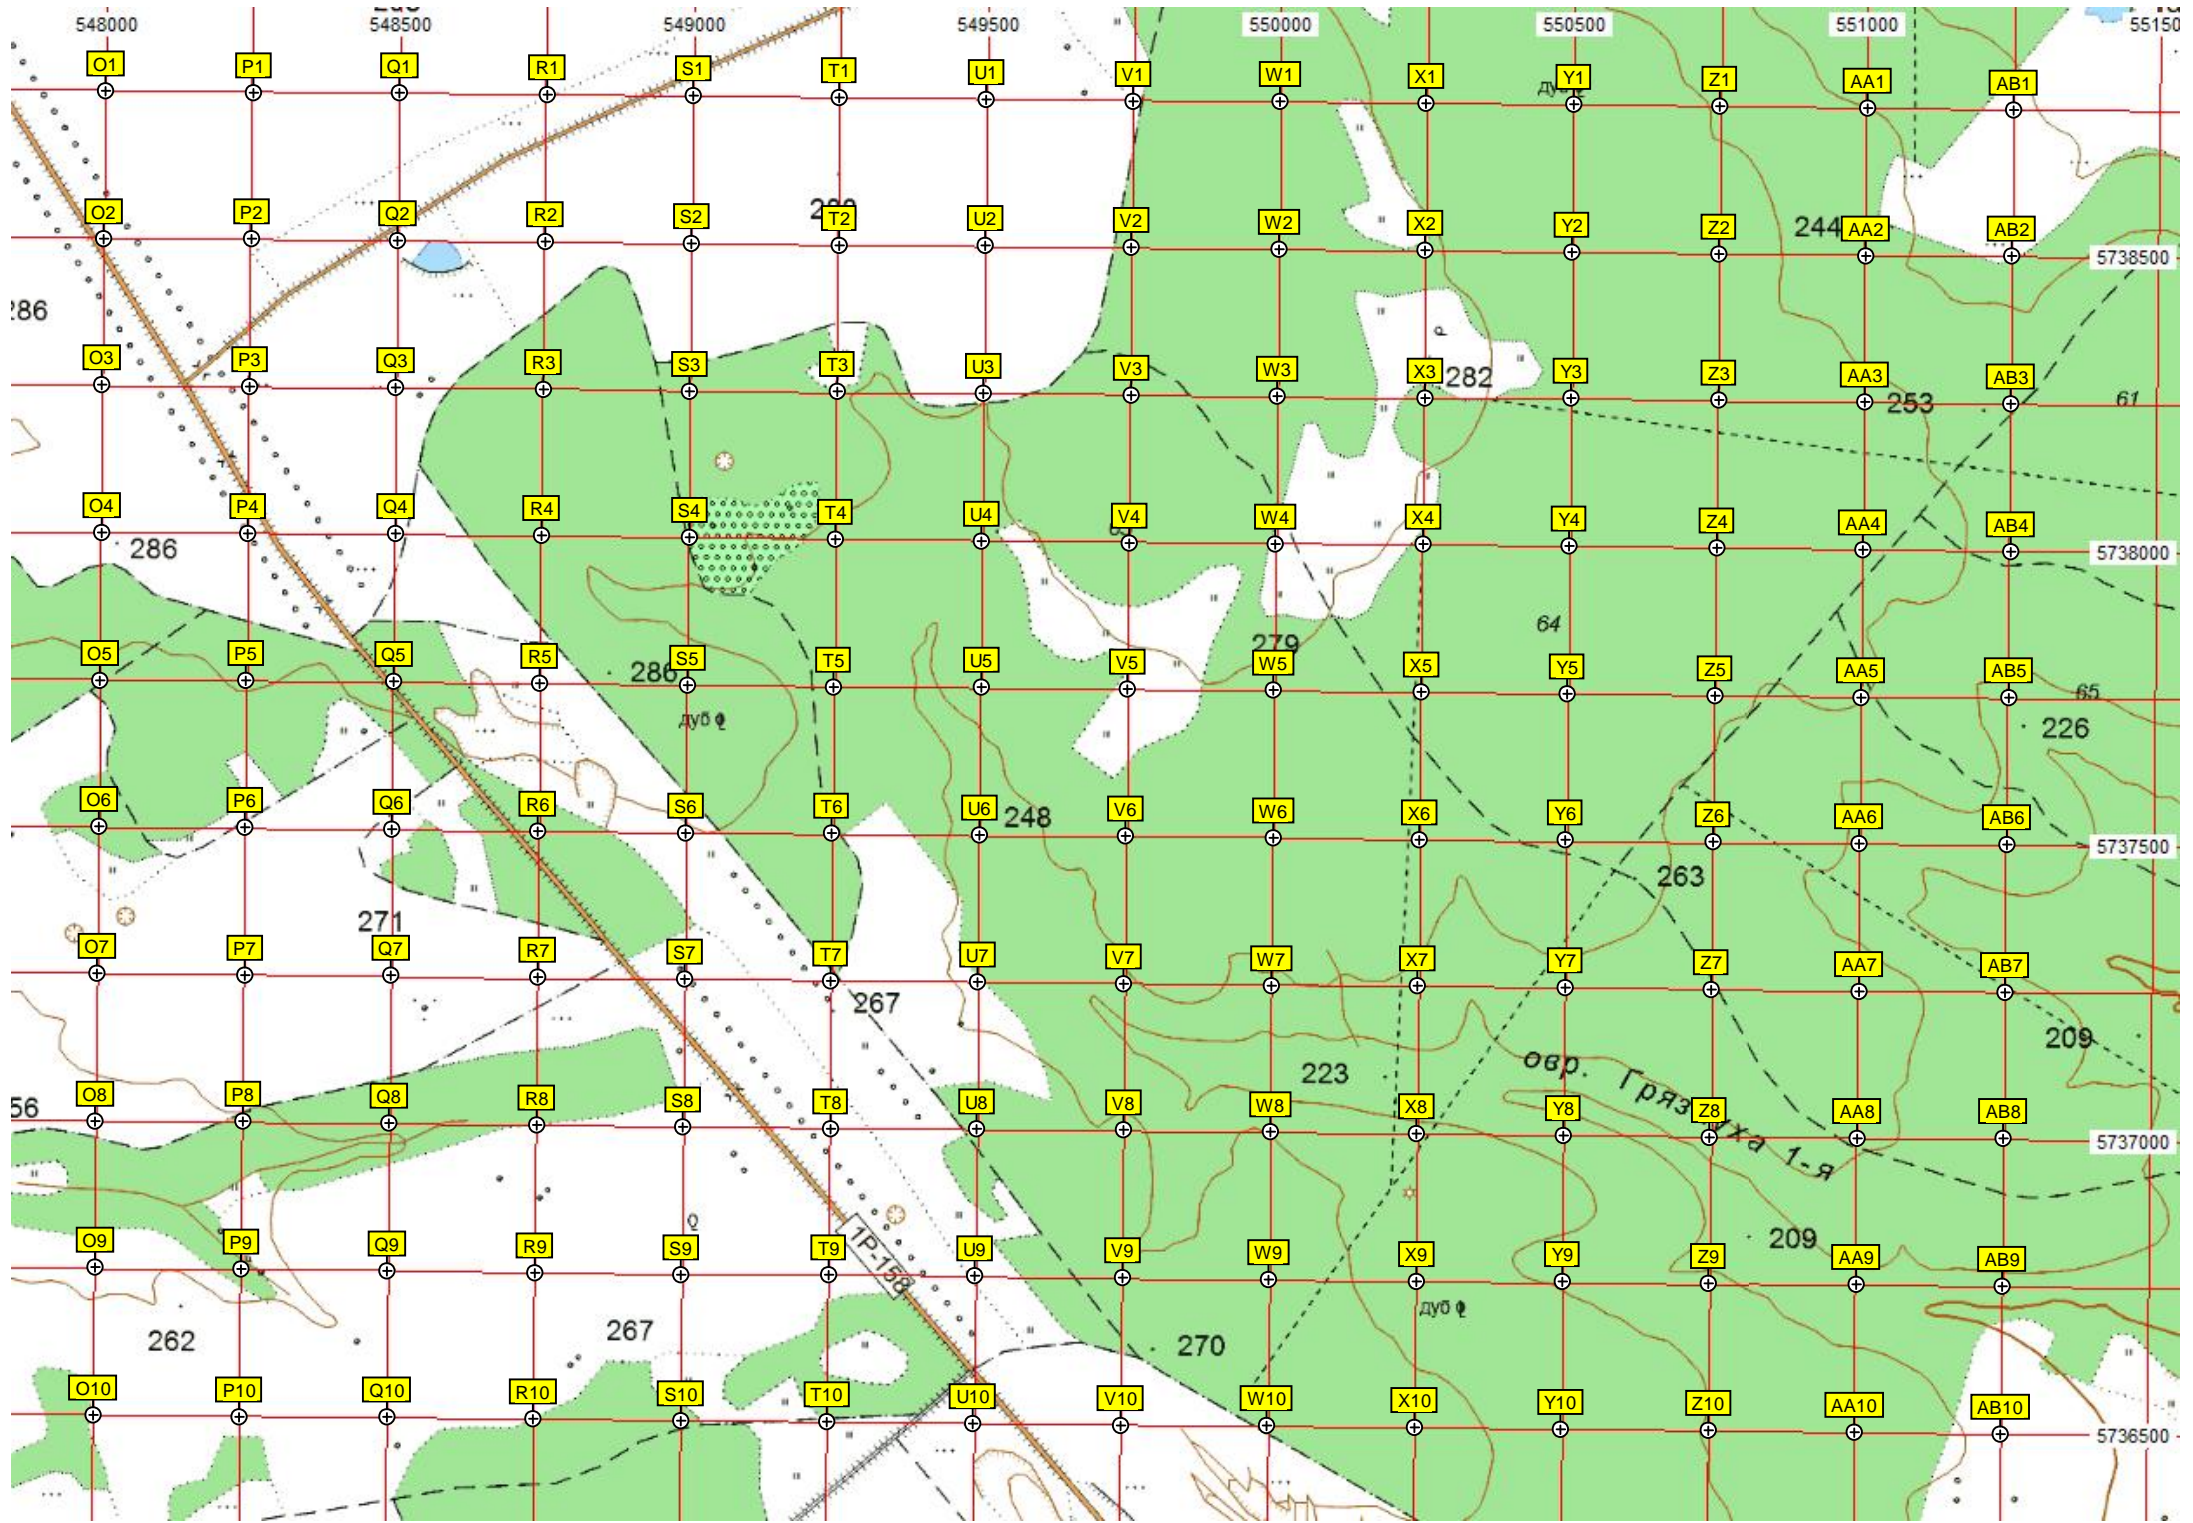 548000 548500 549000 549500 550000 550500 551000
O1 P1 Q1 R1 S1 T1 U1 V1 W1 X1 Y1 Z1 AA1 AB1
O2 P2 Q2 R2 S2 T2 U2 V2 W2 X2 Y2 Z2 244 AA2 AB2
5738500
286
O3 P3 Q3 R3 S3 T3 U3 V3 W3 X3 282 Y3 Z3 AA3 AB3
253 61
O4 P4 Q4 R4 S4 T4 U4 V4 W4 X4 Y4 Z4 AA4 AB4
286 5738000
64
279
O5 P5 Q5 R5 286 S5 T5 U5 V5 W5 X5 Y5 Z5 AA5 AB5
65
дуб 226
O6 P6 Q6 R6 S6 T6 U6 248 V6 W6 X6 Y6 Z6 AA6 AB6
5737500
263
271
O7 P7 Q7 R7 S7 T7 U7 V7 W7 X7 Y7 Z7 AA7 AB7
267
209
223 овр. Грязнуха 1-я
O8 P8 Q8 R8 S8 T8 U8 V8 W8 X8 Y8 Z8 AA8 AB8
5737000
1Р-158
209
O9 P9 Q9 R9 S9 T9 U9 V9 W9 X9 Y9 Z9 AA9 AB9
дуб
262 267 270
O10 P10 Q10 R10 S10 T10 U10 V10 W10 X10 Y10 Z10 AA10 AB10
5736500